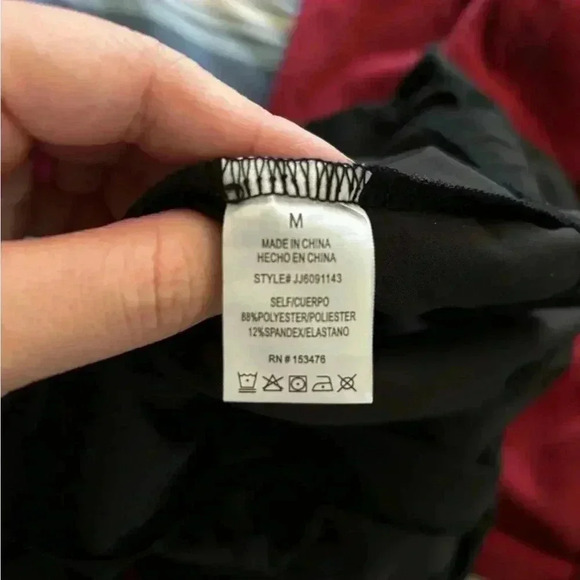 M
MADE IN CHINA
HECHO EN CHINA
STYLE# JJ6091143
SELF/CUERPO
88%POLYESTER/POLIESTER
12%SPANDEX/ELASTANO
RN # 153476